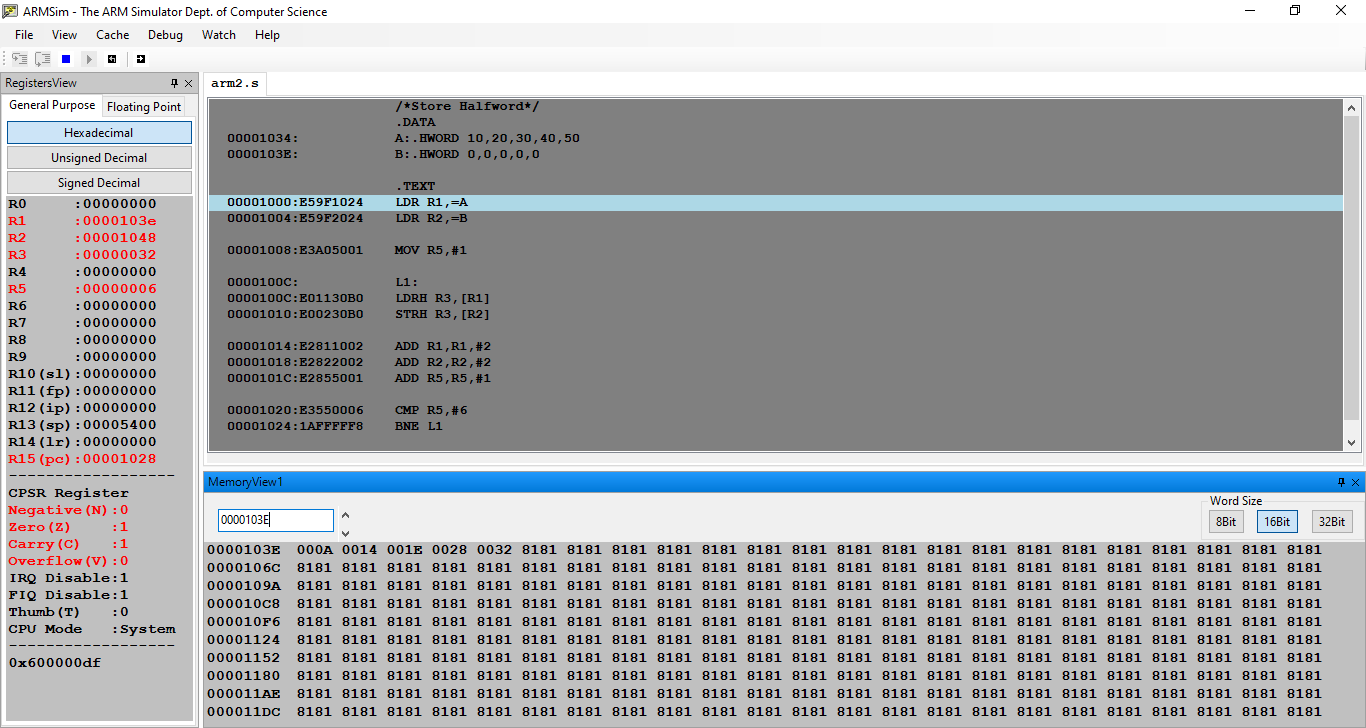 ARMSim - The ARM Simulator Dept. of Computer Science
File View Cache Debug Watch Help
RegistersView
General Purpose Floating Point
Hexadecimal
Unsigned Decimal
Signed Decimal
R0 :00000000
R1 :0000103e
R2 :00001048
R3 :00000032
R4 :00000000
R5 :00000006
R6 :00000000
R7 :00000000
R8 :00000000
R9 :00000000
R10(sl):00000000
R11(fp):00000000
R12(ip):00000000
R13(sp):00005400
R14(lr):00000000
R15(pc):00001028
------------------
CPSR Register
Negative(N):0
Zero(Z) :1
Carry(C) :1
Overflow(V):0
IRQ Disable:1
FIQ Disable:1
Thumb(T) :0
CPU Mode :System
------------------
0x600000df
arm2.s
/*Store Halfword*/
.DATA
00001034: A:.HWORD 10,20,30,40,50
0000103E: B:.HWORD 0,0,0,0,0
.TEXT
00001000:E59F1024 LDR R1,=A
00001004:E59F2024 LDR R2,=B
00001008:E3A05001 MOV R5,#1
0000100C: L1:
0000100C:E01130B0 LDRH R3,[R1]
00001010:E00230B0 STRH R3,[R2]
00001014:E2811002 ADD R1,R1,#2
00001018:E2822002 ADD R2,R2,#2
0000101C:E2855001 ADD R5,R5,#1
00001020:E3550006 CMP R5,#6
00001024:1AFFFFF8 BNE L1
MemoryView1
0000103E
Word Size
8Bit 16Bit 32Bit
0000103E 000A 0014 001E 0028 0032 8181 8181 8181 8181 8181 8181 8181 8181 8181 8181 8181 8181 8181 8181 8181 8181 8181 8181
0000106C 8181 8181 8181 8181 8181 8181 8181 8181 8181 8181 8181 8181 8181 8181 8181 8181 8181 8181 8181 8181 8181 8181 8181
0000109A 8181 8181 8181 8181 8181 8181 8181 8181 8181 8181 8181 8181 8181 8181 8181 8181 8181 8181 8181 8181 8181 8181 8181
000010C8 8181 8181 8181 8181 8181 8181 8181 8181 8181 8181 8181 8181 8181 8181 8181 8181 8181 8181 8181 8181 8181 8181 8181
000010F6 8181 8181 8181 8181 8181 8181 8181 8181 8181 8181 8181 8181 8181 8181 8181 8181 8181 8181 8181 8181 8181 8181 8181
00001124 8181 8181 8181 8181 8181 8181 8181 8181 8181 8181 8181 8181 8181 8181 8181 8181 8181 8181 8181 8181 8181 8181 8181
00001152 8181 8181 8181 8181 8181 8181 8181 8181 8181 8181 8181 8181 8181 8181 8181 8181 8181 8181 8181 8181 8181 8181 8181
00001180 8181 8181 8181 8181 8181 8181 8181 8181 8181 8181 8181 8181 8181 8181 8181 8181 8181 8181 8181 8181 8181 8181 8181
000011AE 8181 8181 8181 8181 8181 8181 8181 8181 8181 8181 8181 8181 8181 8181 8181 8181 8181 8181 8181 8181 8181 8181 8181
000011DC 8181 8181 8181 8181 8181 8181 8181 8181 8181 8181 8181 8181 8181 8181 8181 8181 8181 8181 8181 8181 8181 8181 8181